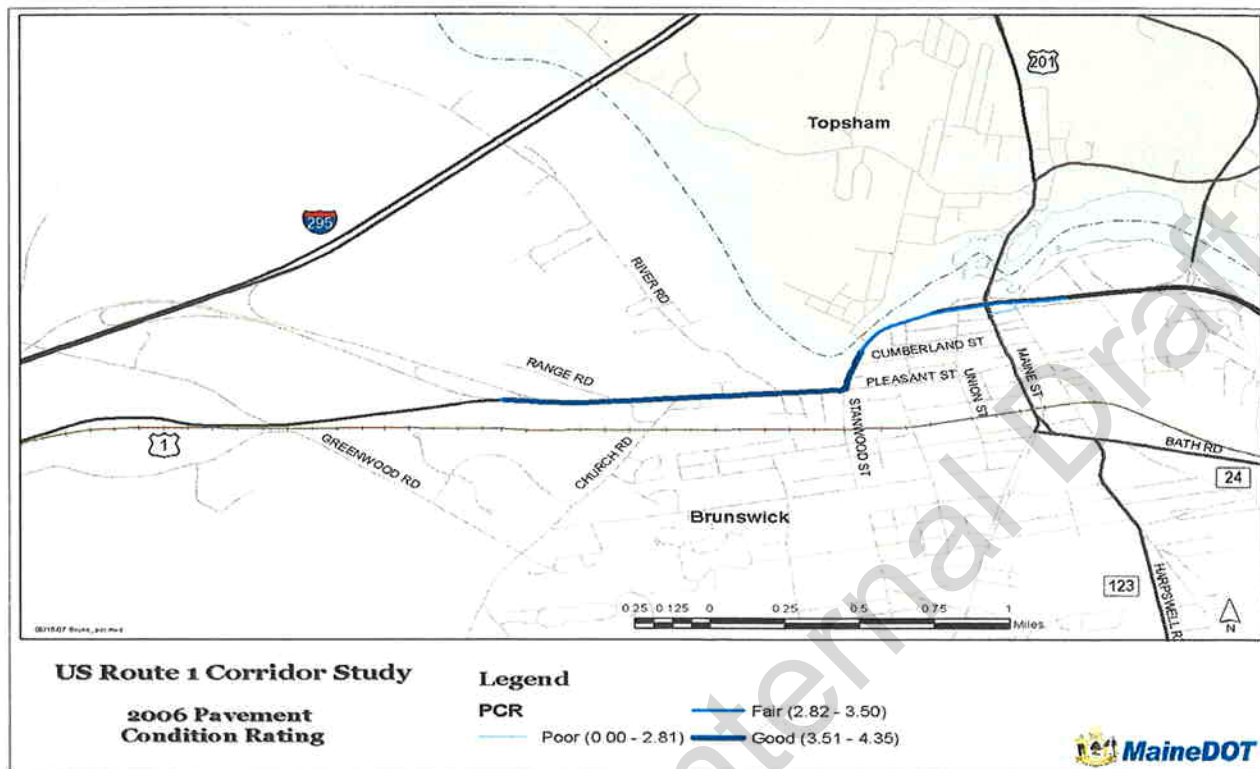 201
Topsham
295
RIVER RD
CUMBERLAND ST
RANGE RD
PLEASANT ST
UNION ST
MAINE ST
STANWOOD ST
1
GREENWOOD RD
CHURCH RD
BATH RD
24
Brunswick
123
HARPSWELL R
0.25 0.125 0 0.25 0.5 0.75 1
Miles
N
US Route 1 Corridor Study
2006 Pavement
Condition Rating
Legend
PCR
Poor (0.00 - 2.81)
Fair (2.82 - 3.50)
Good (3.51 - 4.35)
MaineDOT
ternal Draft